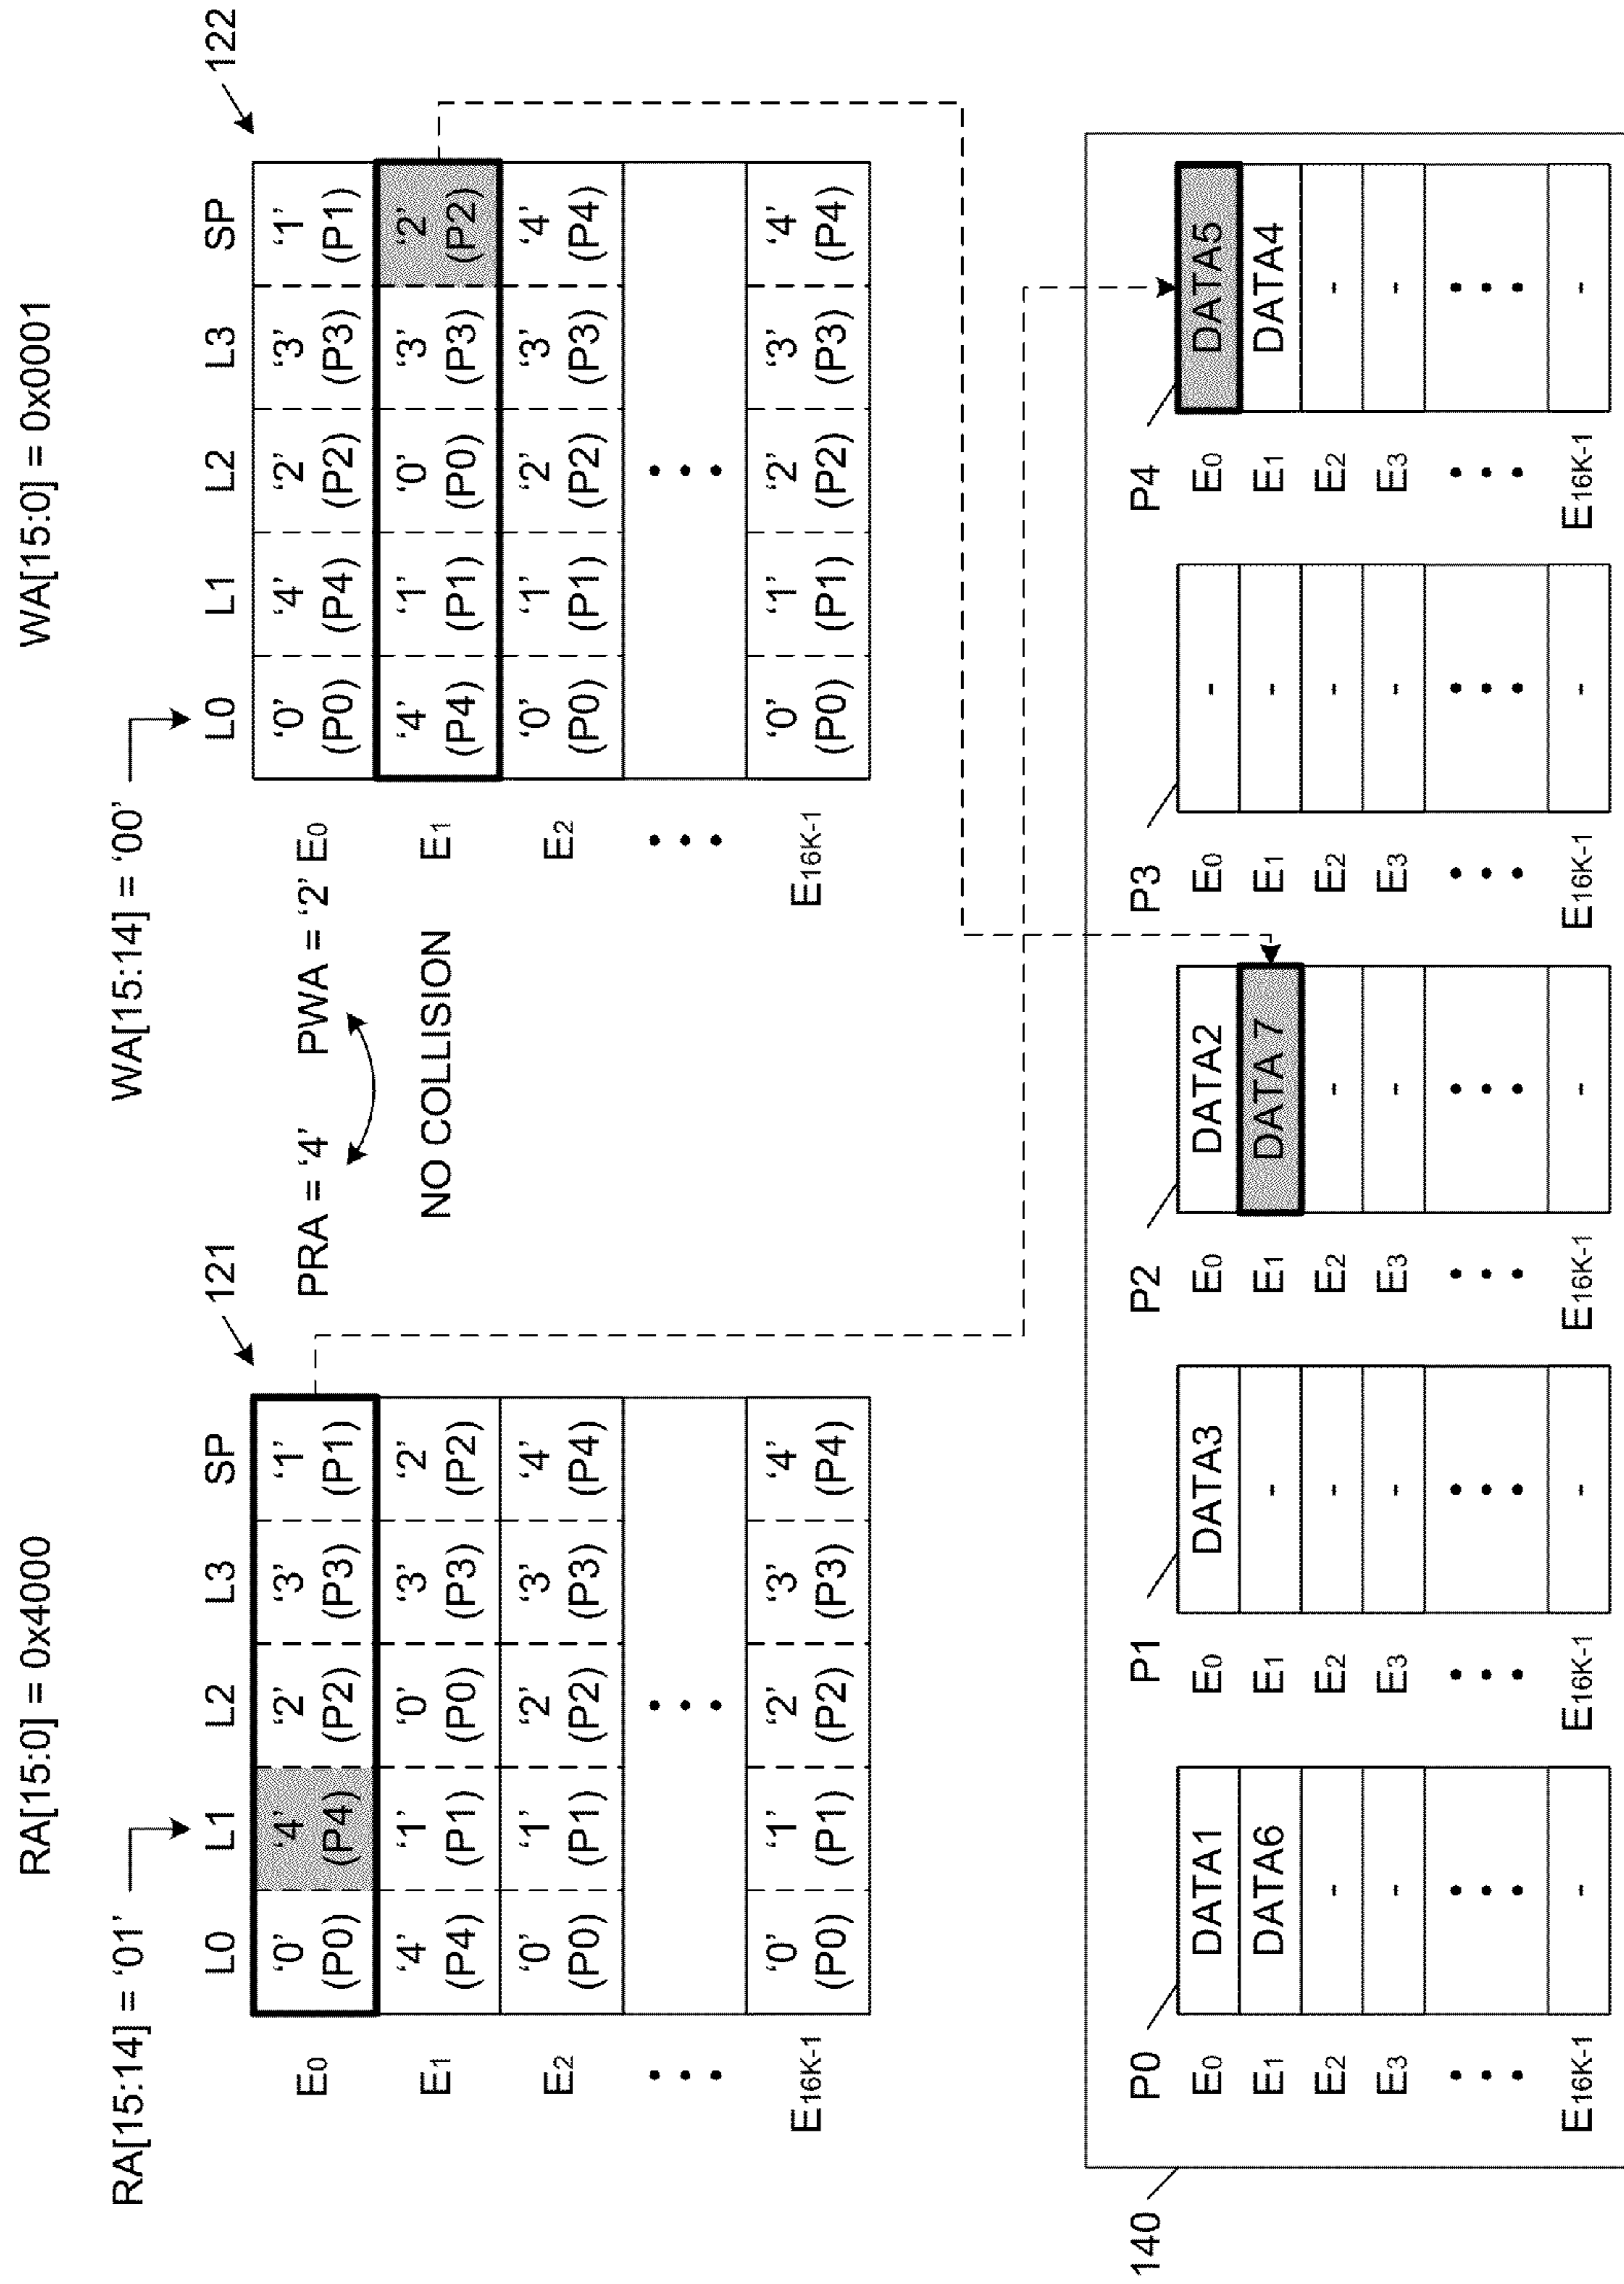 RA[15:0] = 0x4000
RA[15:14] = ‘01’
L0 L1 L2 L3 SP
121
E0 ‘0’ (P0) ‘4’ (P4) ‘2’ (P2) ‘3’ (P3) ‘1’ (P1)
E1 ‘4’ (P4) ‘1’ (P1) ‘0’ (P0) ‘3’ (P3) ‘2’ (P2)
E2 ‘0’ (P0) ‘1’ (P1) ‘2’ (P2) ‘3’ (P3) ‘4’ (P4)
E16K-1 ‘0’ (P0) ‘1’ (P1) ‘2’ (P2) ‘3’ (P3) ‘4’ (P4)
PRA = ‘4’ PWA = ‘2’
NO COLLISION
WA[15:0] = 0x0001
WA[15:14] = ‘00’
L0 L1 L2 L3 SP
122
E0 ‘0’ (P0) ‘4’ (P4) ‘2’ (P2) ‘3’ (P3) ‘1’ (P1)
E1 ‘4’ (P4) ‘1’ (P1) ‘0’ (P0) ‘3’ (P3) ‘2’ (P2)
E2 ‘0’ (P0) ‘1’ (P1) ‘2’ (P2) ‘3’ (P3) ‘4’ (P4)
E16K-1 ‘0’ (P0) ‘1’ (P1) ‘2’ (P2) ‘3’ (P3) ‘4’ (P4)
140
P0 P1 P2 P3 P4
E0 DATA1 E0 DATA3 E0 DATA2 E0 - E0 DATA5
E1 DATA6 E1 - E1 DATA 7 E1 - E1 DATA4
E2 - E2 - E2 - E2 - E2 -
E3 - E3 - E3 - E3 - E3 -
E16K-1 - E16K-1 - E16K-1 - E16K-1 - E16K-1 -